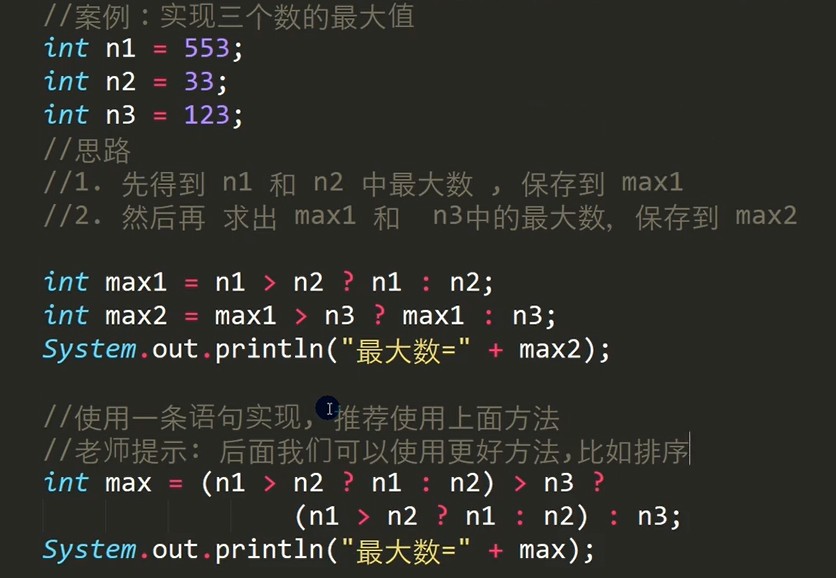 //案例：实现三个数的最大值
int n1 = 553;
int n2 = 33;
int n3 = 123;
//思路
//1. 先得到 n1 和 n2 中最大数 , 保存到 max1
//2. 然后再 求出 max1 和  n3中的最大数, 保存到 max2
int max1 = n1 > n2 ? n1 : n2;
int max2 = max1 > n3 ? max1 : n3;
System.out.println("最大数=" + max2);
//使用一条语句实现, 推荐使用上面方法
//老师提示: 后面我们可以使用更好方法,比如排序
int max = (n1 > n2 ? n1 : n2) > n3 ?
(n1 > n2 ? n1 : n2) : n3;
System.out.println("最大数=" + max);